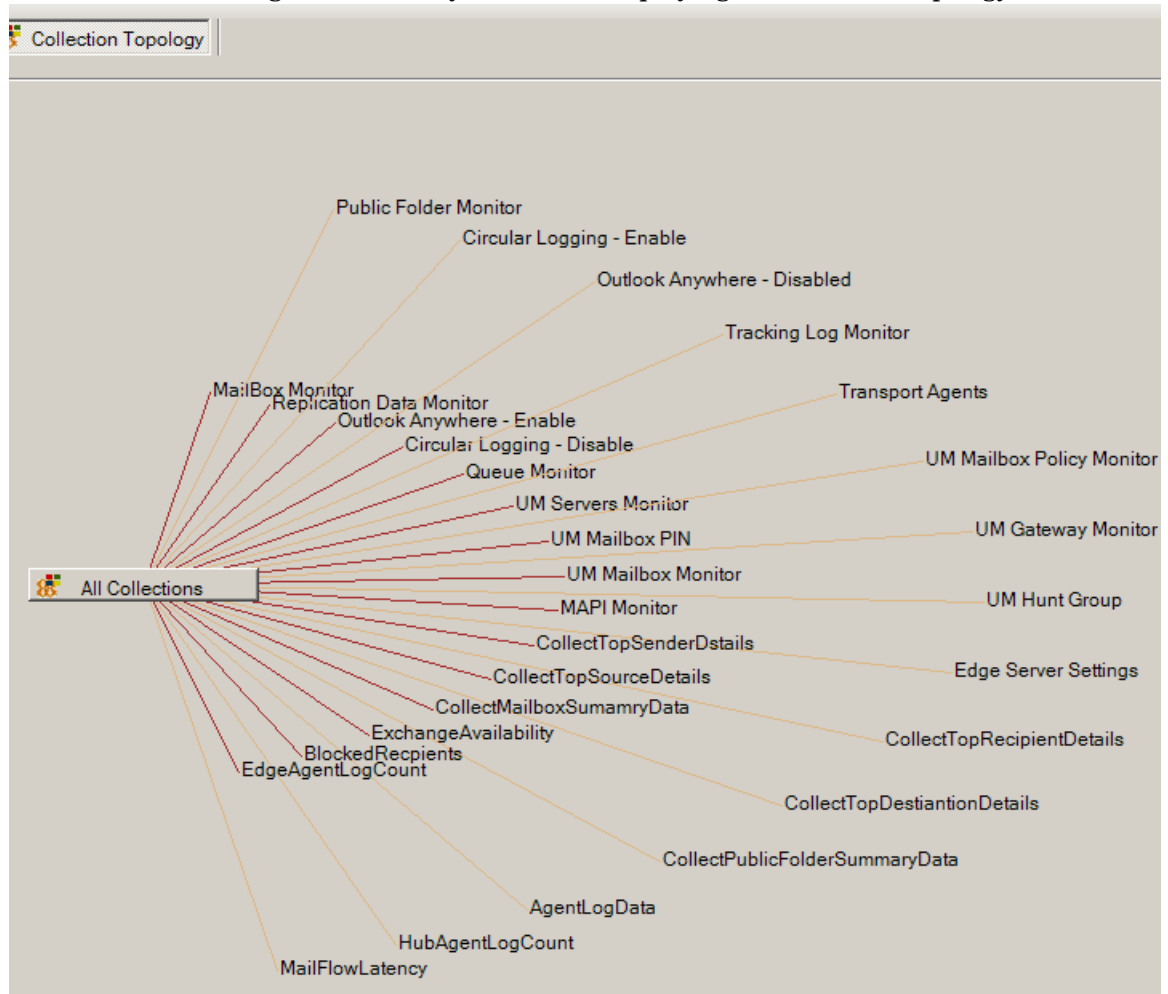 Collection Topology
Public Folder Monitor
Circular Logging - Enable
Outlook Anywhere - Disabled
Tracking Log Monitor
MailBox Monitor
Transport Agents
Replication Data Monitor
Outlook Anywhere - Enable
Circular Logging - Disable
UM Mailbox Policy Monitor
Queue Monitor
UM Servers Monitor
UM Gateway Monitor
UM Mailbox PIN
UM Mailbox Monitor
All Collections
UM Hunt Group
MAPI Monitor
CollectTopSenderDstails
Edge Server Settings
CollectTopSourceDetails
CollectMailboxSumamryData
ExchangeAvailability
CollectTopRecipientDetails
BlockedRecpients
EdgeAgentLogCount
CollectTopDestiantionDetails
CollectPublicFolderSummaryData
AgentLogData
HubAgentLogCount
MailFlowLatency